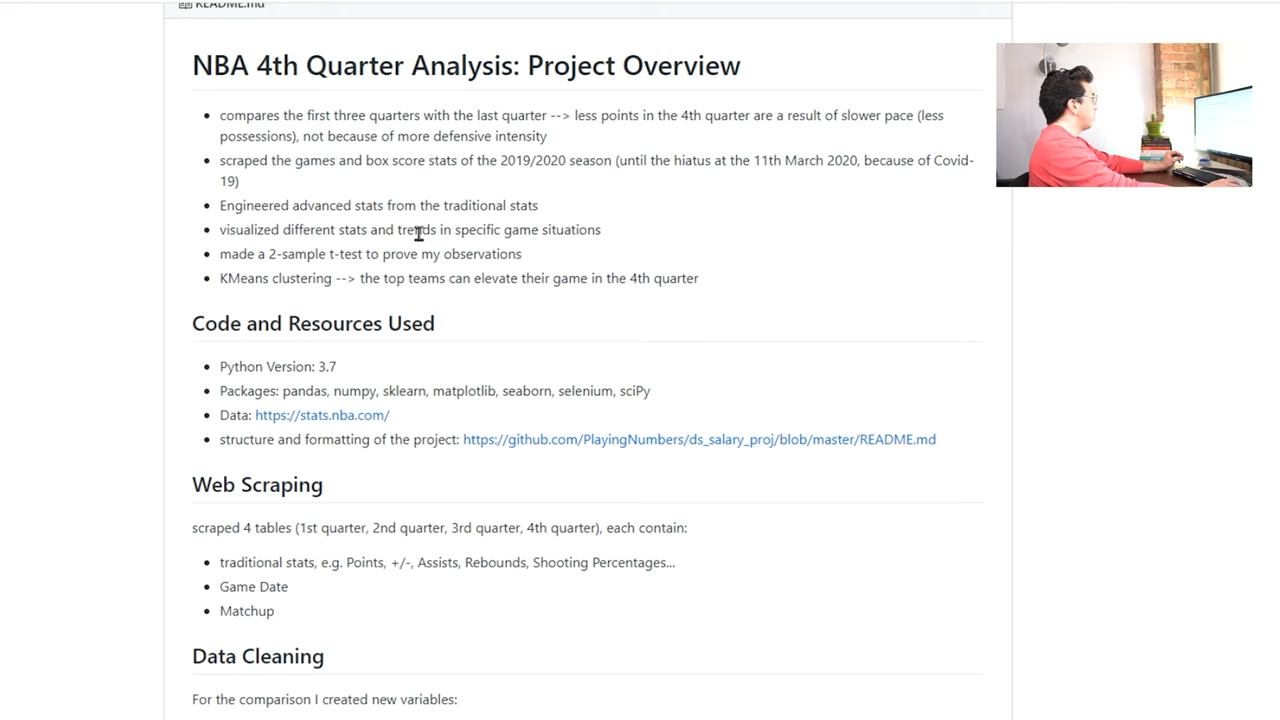 README.md
NBA 4th Quarter Analysis: Project Overview
compares the first three quarters with the last quarter --> less points in the 4th quarter are a result of slower pace (less
possessions), not because of more defensive intensity
scraped the games and box score stats of the 2019/2020 season (until the hiatus at the 11th March 2020, because of Covid-
19)
Engineered advanced stats from the traditional stats
visualized different stats and trends in specific game situations
made a 2-sample t-test to prove my observations
KMeans clustering --> the top teams can elevate their game in the 4th quarter
Code and Resources Used
Python Version: 3.7
Packages: pandas, numpy, sklearn, matplotlib, seaborn, selenium, sciPy
Data: https://stats.nba.com/
structure and formatting of the project: https://github.com/PlayingNumbers/ds_salary_proj/blob/master/README.md
Web Scraping
scraped 4 tables (1st quarter, 2nd quarter, 3rd quarter, 4th quarter), each contain:
traditional stats, e.g. Points, +/-, Assists, Rebounds, Shooting Percentages...
Game Date
Matchup
Data Cleaning
For the comparison I created new variables: